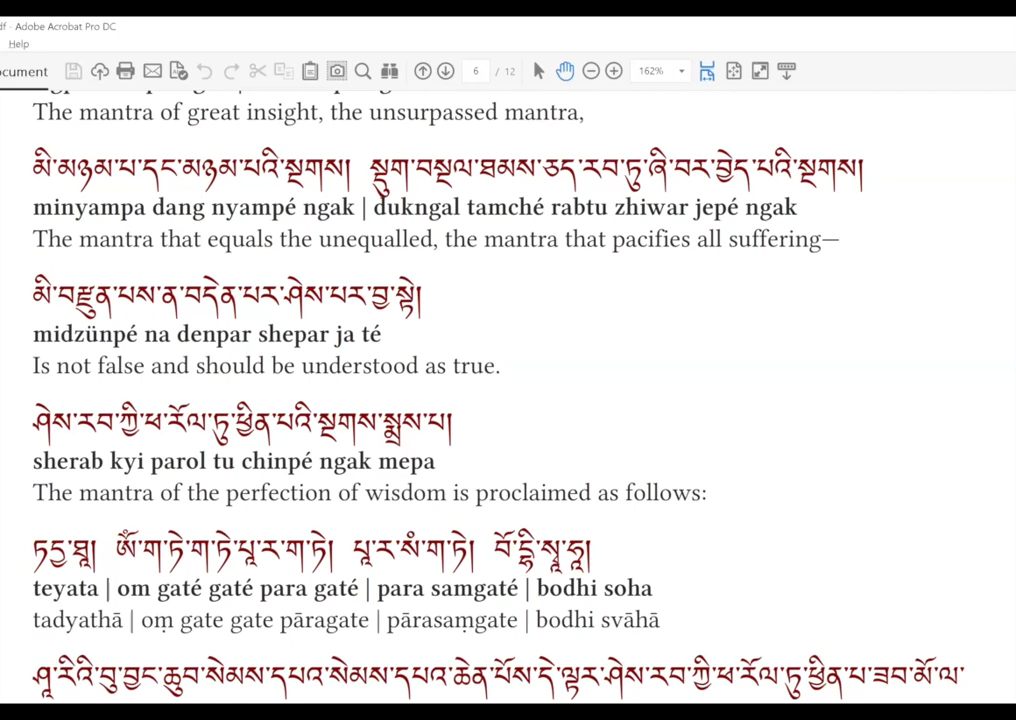 df - Adobe Acrobat Pro DC
Help
ocument 6 / 12 162%
The mantra of great insight, the unsurpassed mantra,
མི་མཉམ་པ་དང་མཉམ་པའི་སྔགས། སྡུག་བསྔལ་ཐམས་ཅད་རབ་ཏུ་ཞི་བར་བྱེད་པའི་སྔགས།
minyampa dang nyampé ngak | dukngal tamché rabtu zhiwar jepé ngak
The mantra that equals the unequalled, the mantra that pacifies all suffering—
མི་བརྫུན་པས་ན་བདེན་པར་ཤེས་པར་བྱ་སྟེ།
midzünpé na denpar shepar ja té
Is not false and should be understood as true.
ཤེས་རབ་ཀྱི་ཕ་རོལ་ཏུ་ཕྱིན་པའི་སྔགས་སྨྲས་པ།
sherab kyi parol tu chinpé ngak mepa
The mantra of the perfection of wisdom is proclaimed as follows:
ཏདྱ་ཐཱ། ཨོཾ་ག་ཏེ་ག་ཏེ་པཱ་ར་ག་ཏེ། པཱ་ར་སཾ་ག་ཏེ། བོ་དྷི་སྭཱ་ཧཱ།
teyata | om gaté gaté para gaté | para samgaté | bodhi soha
tadyathā | oṃ gate gate pāragate | pārasaṃgate | bodhi svāhā
ཤཱ་རིའི་བུ་བྱང་ཆུབ་སེམས་དཔའ་སེམས་དཔའ་ཆེན་པོས་དེ་ལྟར་ཤེས་རབ་ཀྱི་ཕ་རོལ་ཏུ་ཕྱིན་པ་ཟབ་མོ་ལ་